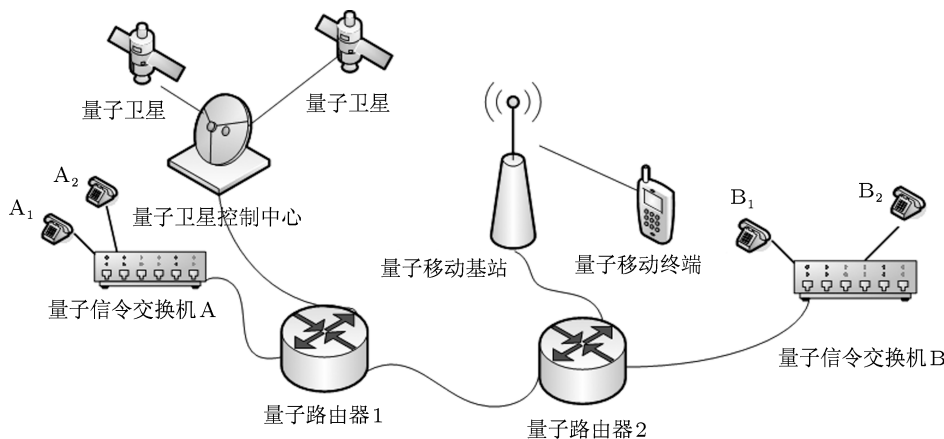 量子卫星
量子卫星
A₂
A₁
B₁
B₂
量子卫星控制中心
量子移动基站
量子移动终端
量子信令交换机A
量子信令交换机B
量子路由器1
量子路由器2